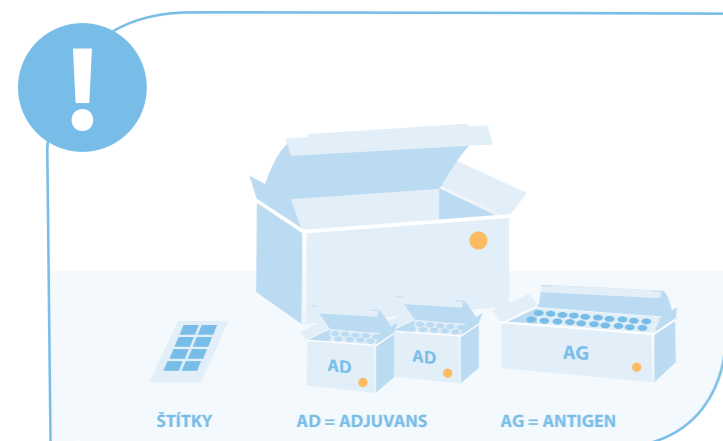 !
AD
AD
AG
ŠTÍTKY
AD = ADJUVANS
AG = ANTIGEN